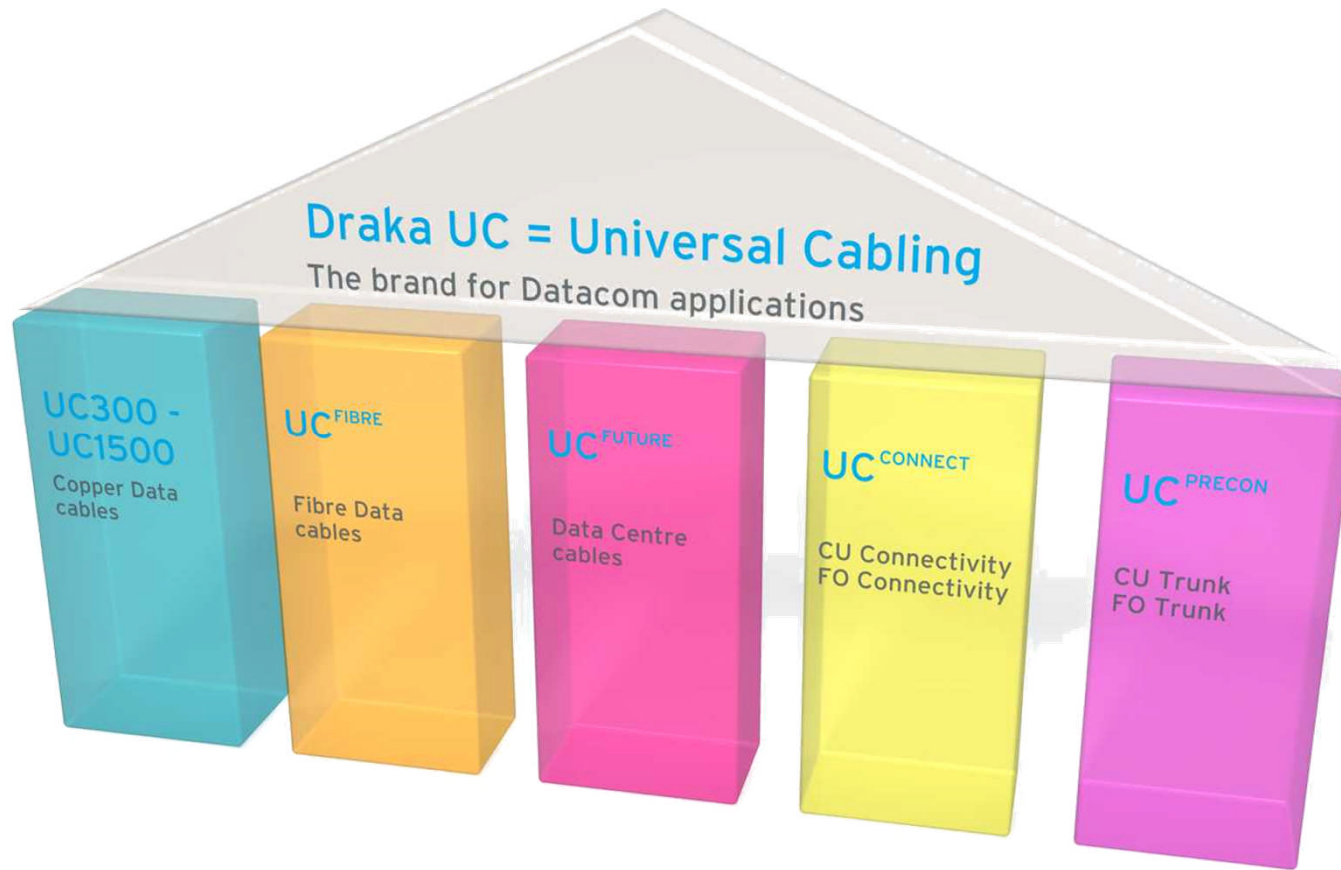 Draka UC = Universal Cabling
The brand for Datacom applications
UC300 -
UC1500
Copper Data
cables
UC FIBRE
Fibre Data
cables
UC FUTURE
Data Centre
cables
UC CONNECT
CU Connectivity
FO Connectivity
UC PRECON
CU Trunk
FO Trunk